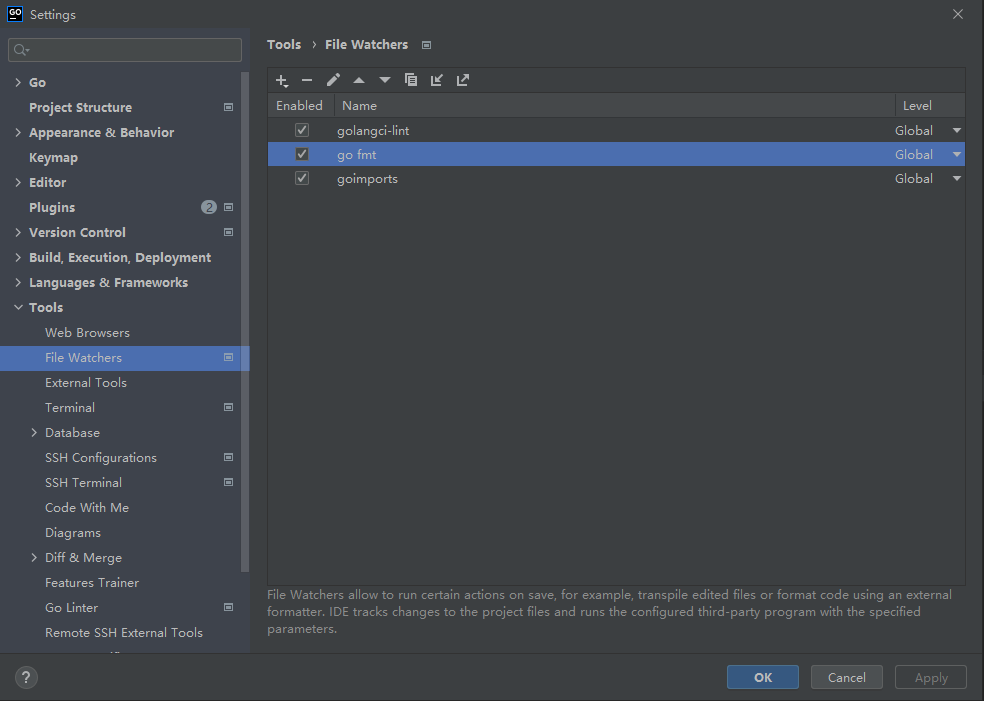 GO
Settings
Tools › File Watchers
Enabled Name Level
golangci-lint Global
go fmt Global
goimports Global
Go
Project Structure
Appearance & Behavior
Keymap
Editor
Plugins 2
Version Control
Build, Execution, Deployment
Languages & Frameworks
Tools
Web Browsers
File Watchers
External Tools
Terminal
Database
SSH Configurations
SSH Terminal
Code With Me
Diagrams
Diff & Merge
Features Trainer
Go Linter
Remote SSH External Tools
File Watchers allow to run certain actions on save, for example, transpile edited files or format code using an external
formatter. IDE tracks changes to the project files and runs the configured third-party program with the specified
parameters.
? OK Cancel Apply